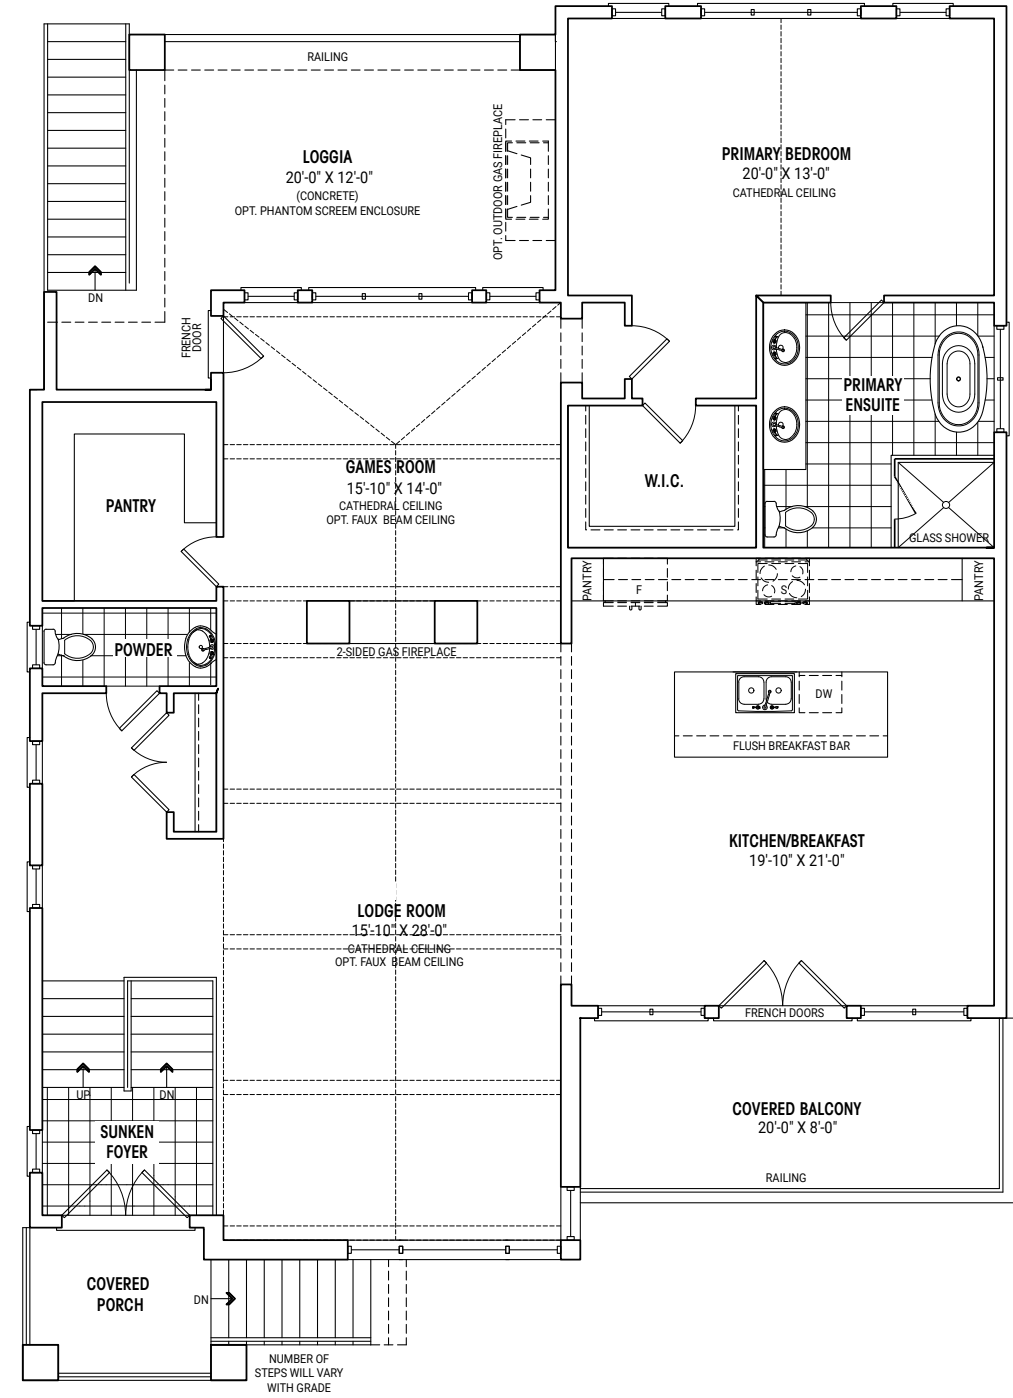 RAILING
LOGGIA
20'-0" X 12'-0"
(CONCRETE)
OPT. PHANTOM SCREEM ENCLOSURE
OPT. OUTDOOR GAS FIREPLACE
PRIMARY BEDROOM
20'-0" X 13'-0"
CATHEDRAL CEILING
DN
FRENCH
DOOR
PRIMARY
ENSUITE
GAMES ROOM
15'-10" X 14'-0"
CATHEDRAL CEILING
OPT. FAUX BEAM CEILING
W.I.C.
PANTRY
GLASS SHOWER
PANTRY
F
S
PANTRY
POWDER
2-SIDED GAS FIREPLACE
DW
FLUSH BREAKFAST BAR
KITCHEN/BREAKFAST
19'-10" X 21'-0"
LODGE ROOM
15'-10" X 28'-0"
CATHEDRAL CEILING
OPT. FAUX BEAM CEILING
FRENCH DOORS
UP
DN
SUNKEN
FOYER
COVERED BALCONY
20'-0" X 8'-0"
RAILING
COVERED
PORCH
DN
NUMBER OF
STEPS WILL VARY
WITH GRADE